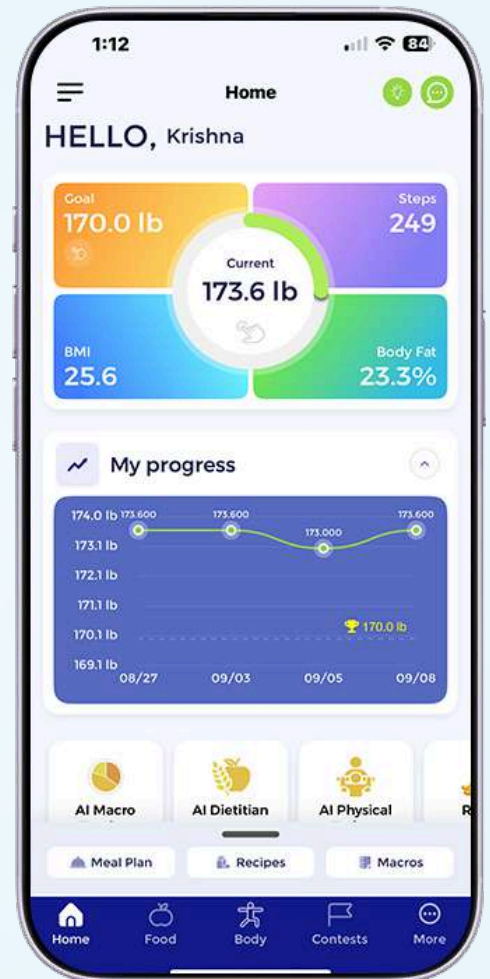 1:12
84
Home
HELLO, Krishna
Goal
170.0 lb
Steps
249
Current
173.6 lb
BMI
25.6
Body Fat
23.3%
My progress
174.0 lb
173.600
173.600
173.000
173.600
173.1 lb
172.1 lb
171.1 lb
170.1 lb
170.0 lb
169.1 lb
08/27
09/03
09/05
09/08
AI Macro
AI Dietitian
AI Physical
R
Meal Plan
Recipes
Macros
Home
Food
Body
Contests
More